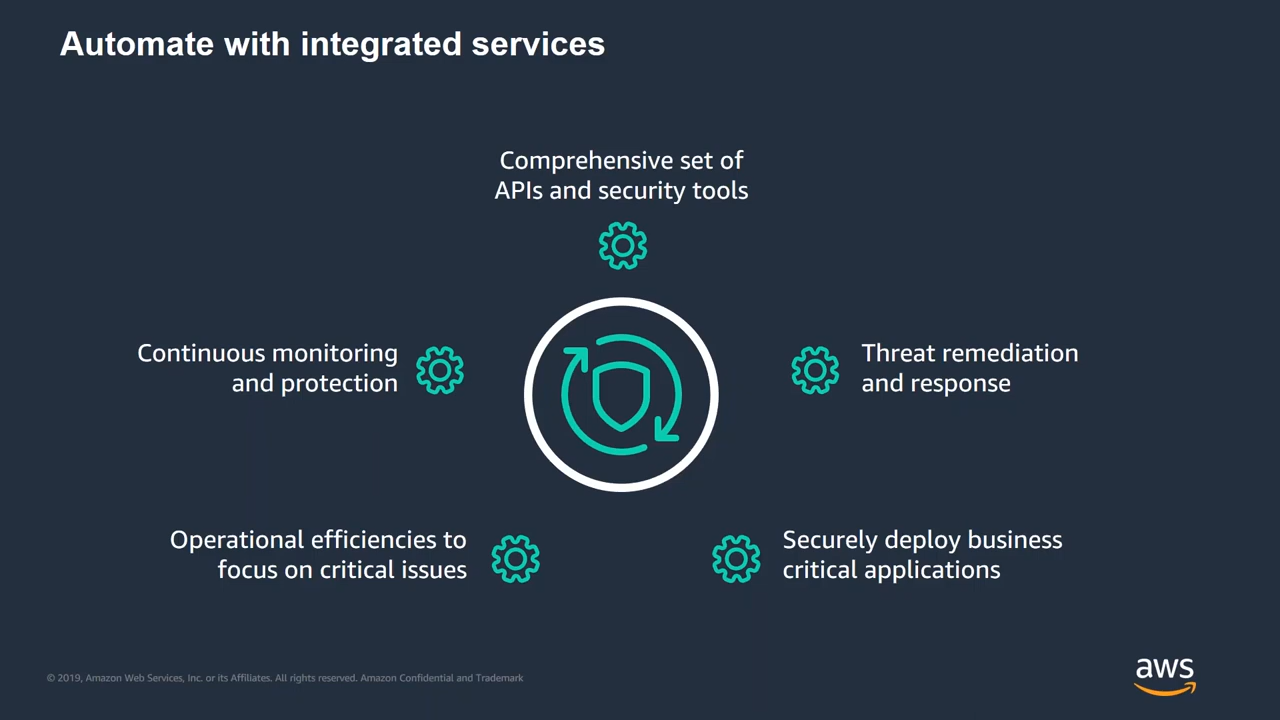 Automate with integrated services
Comprehensive set of
APIs and security tools
Continuous monitoring
and protection
Threat remediation
and response
Operational efficiencies to
focus on critical issues
Securely deploy business
critical applications
© 2019, Amazon Web Services, Inc. or its Affiliates. All rights reserved. Amazon Confidential and Trademark
aws